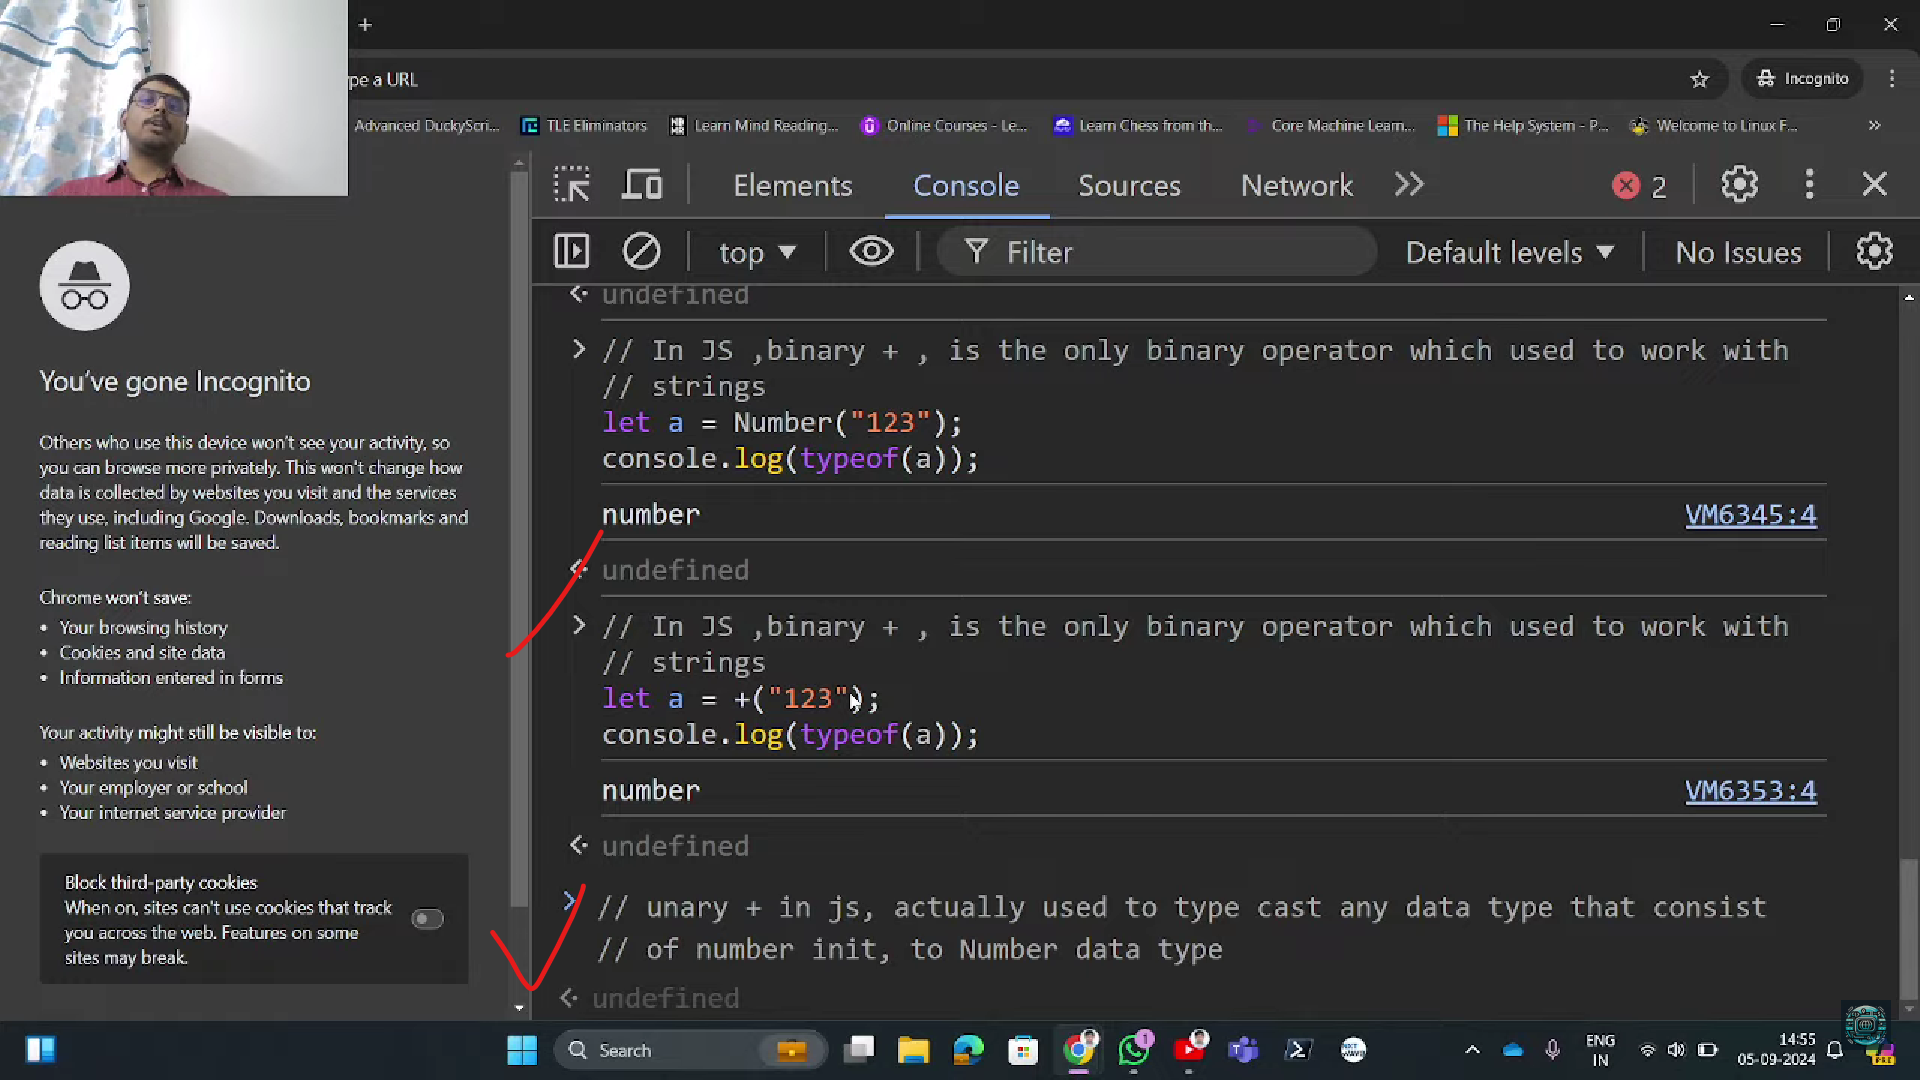 ype a URL
Incognito
Advanced DuckyScri...
TLE Eliminators
Learn Mind Reading...
Online Courses - Le...
Learn Chess from th...
Core Machine Learn...
The Help System - P...
Welcome to Linux F...
Elements
Console
Sources
Network
2
top
Filter
Default levels
No Issues
You've gone Incognito
Others who use this device won't see your activity, so
you can browse more privately. This won't change how
data is collected by websites you visit and the services
they use, including Google. Downloads, bookmarks and
reading list items will be saved.
Chrome won't save:
• Your browsing history
• Cookies and site data
• Information entered in forms
Your activity might still be visible to:
• Websites you visit
• Your employer or school
• Your internet service provider
Block third-party cookies
When on, sites can't use cookies that track
you across the web. Features on some
sites may break.
undefined
// In JS ,binary + , is the only binary operator which used to work with
// strings
let a = Number("123");
console.log(typeof(a));
number VM6345:4
undefined
// In JS ,binary + , is the only binary operator which used to work with
// strings
let a = +("123");
console.log(typeof(a));
number VM6353:4
undefined
// unary + in js, actually used to type cast any data type that consist
// of number init, to Number data type
undefined
Search
1
ENG
IN
14:55
05-09-2024